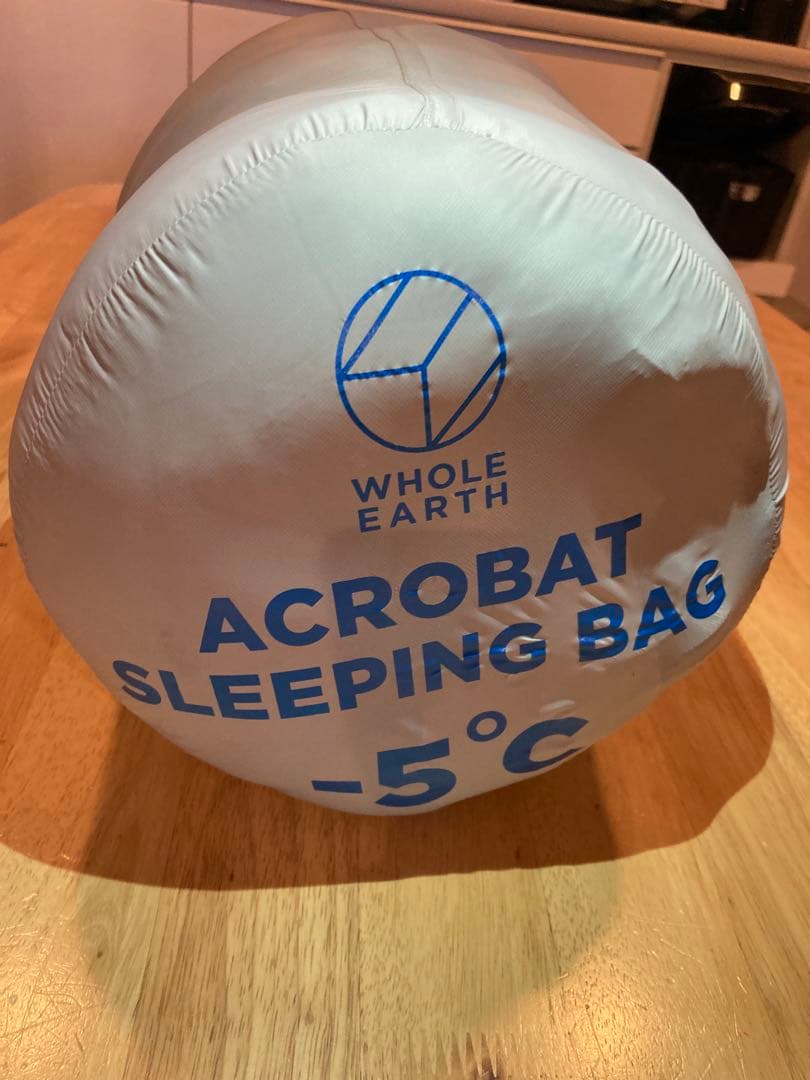 WHOLE
EARTH
ACROBAT
SLEEPING BAG
-5°C